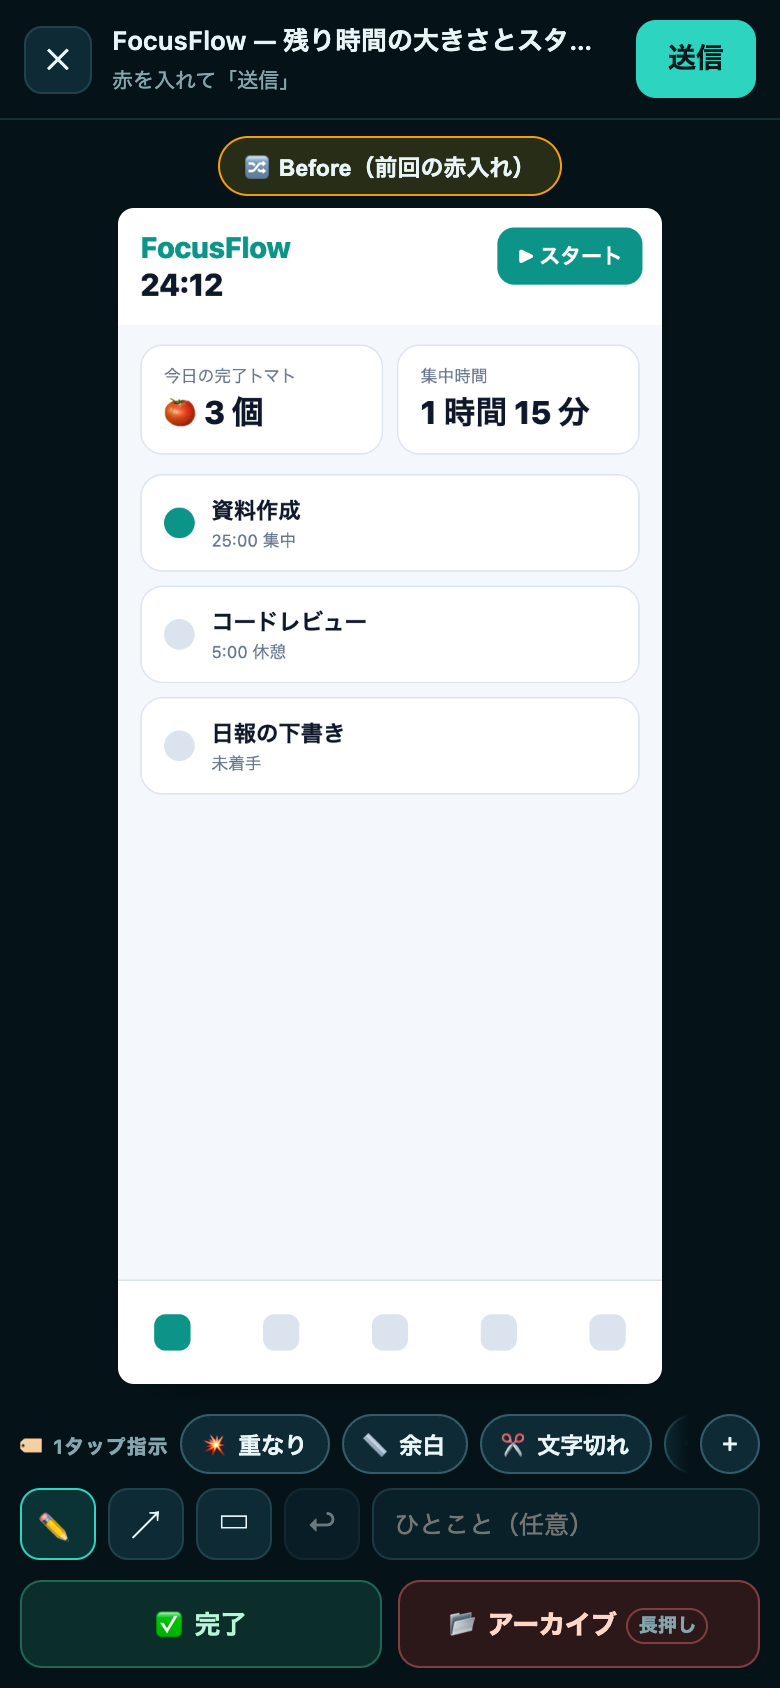 FocusFlow — 残り時間の大きさとスタ...
赤を入れて「送信」
送信
Before（前回の赤入れ）
FocusFlow
24:12
スタート
今日の完了トマト
3 個
集中時間
1 時間 15 分
資料作成
25:00 集中
コードレビュー
5:00 休憩
日報の下書き
未着手
1タップ指示
重なり
余白
文字切れ
+
ひとこと（任意）
完了
アーカイブ
長押し